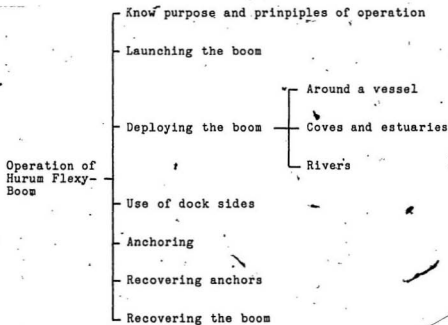 Know purpose and prinpiples of operation
Launching the boom
Around a vessel
Deploying the boom
Coves and estuaries
Rivers
Operation of
Hurum Flexy-
Boom
Use of dock sides
Anchoring
Recovering anchors
Recovering the boom